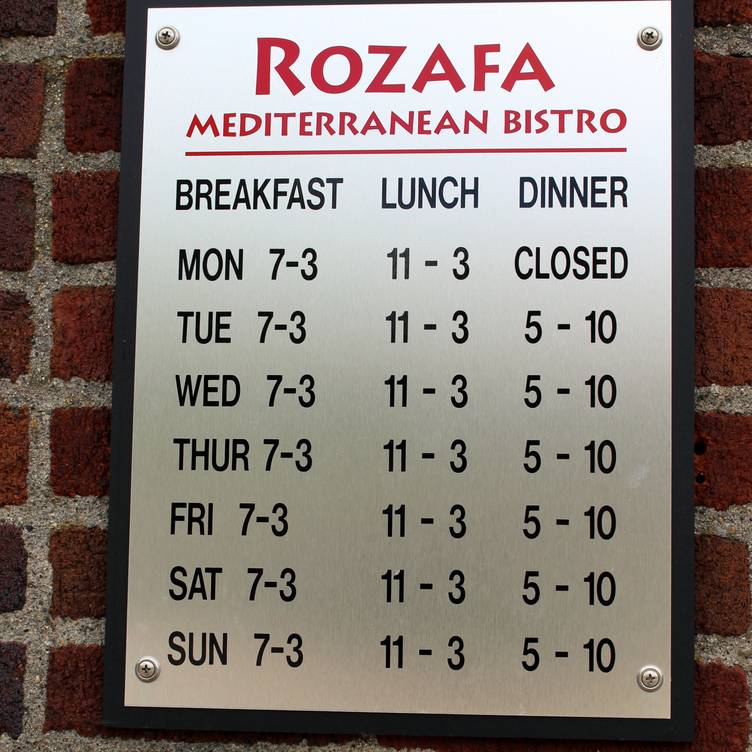 ROZAFA
MEDITERRANEAN BISTRO
BREAKFAST LUNCH DINNER
MON 7-3 11 - 3 CLOSED
TUE 7-3 11 - 3 5 - 10
WED 7-3 11 - 3 5 - 10
THUR 7-3 11 - 3 5 - 10
FRI 7-3 11 - 3 5 - 10
SAT 7-3 11 - 3 5 - 10
SUN 7-3 11 - 3 5 - 10